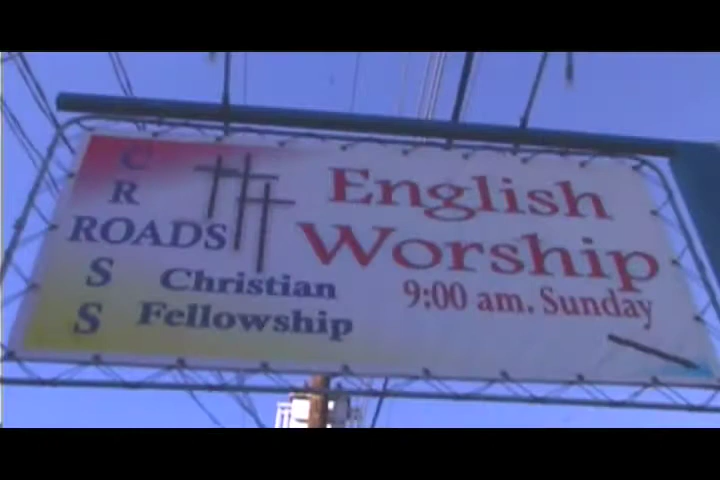 C
R
ROADS
S
S
Christian
Fellowship
English
Worship
9:00 am. Sunday